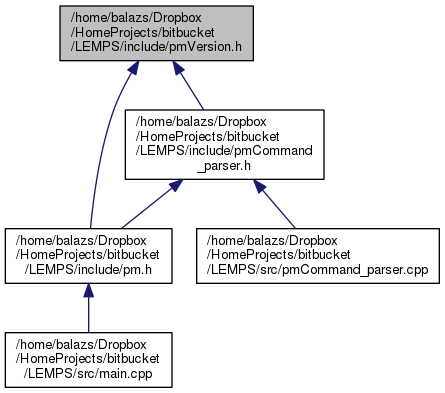 /home/balazs/Dropbox
/HomeProjects/bitbucket
/LEMPS/include/pmVersion.h
/home/balazs/Dropbox
/HomeProjects/bitbucket
/LEMPS/include/pmCommand
_parser.h
/home/balazs/Dropbox
/HomeProjects/bitbucket
/LEMPS/include/pm.h
/home/balazs/Dropbox
/HomeProjects/bitbucket
/LEMPS/src/pmCommand_parser.cpp
/home/balazs/Dropbox
/HomeProjects/bitbucket
/LEMPS/src/main.cpp